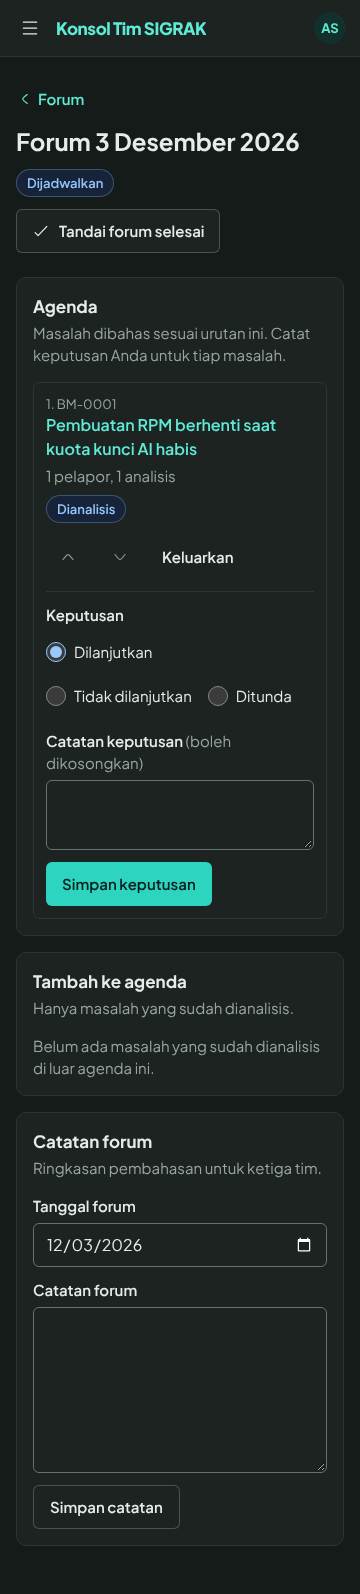 Konsol Tim SIGRAK
AS
Forum
Forum 3 Desember 2026
Dijadwalkan
Tandai forum selesai
Agenda
Masalah dibahas sesuai urutan ini. Catat
keputusan Anda untuk tiap masalah.
1. BM-0001
Pembuatan RPM berhenti saat
kuota kunci AI habis
1 pelapor, 1 analisis
Dianalisis
Keluarkan
Keputusan
Dilanjutkan
Tidak dilanjutkan
Ditunda
Catatan keputusan (boleh
dikosongkan)
Simpan keputusan
Tambah ke agenda
Hanya masalah yang sudah dianalisis.
Belum ada masalah yang sudah dianalisis
di luar agenda ini.
Catatan forum
Ringkasan pembahasan untuk ketiga tim.
Tanggal forum
12/03/2026
Catatan forum
Simpan catatan